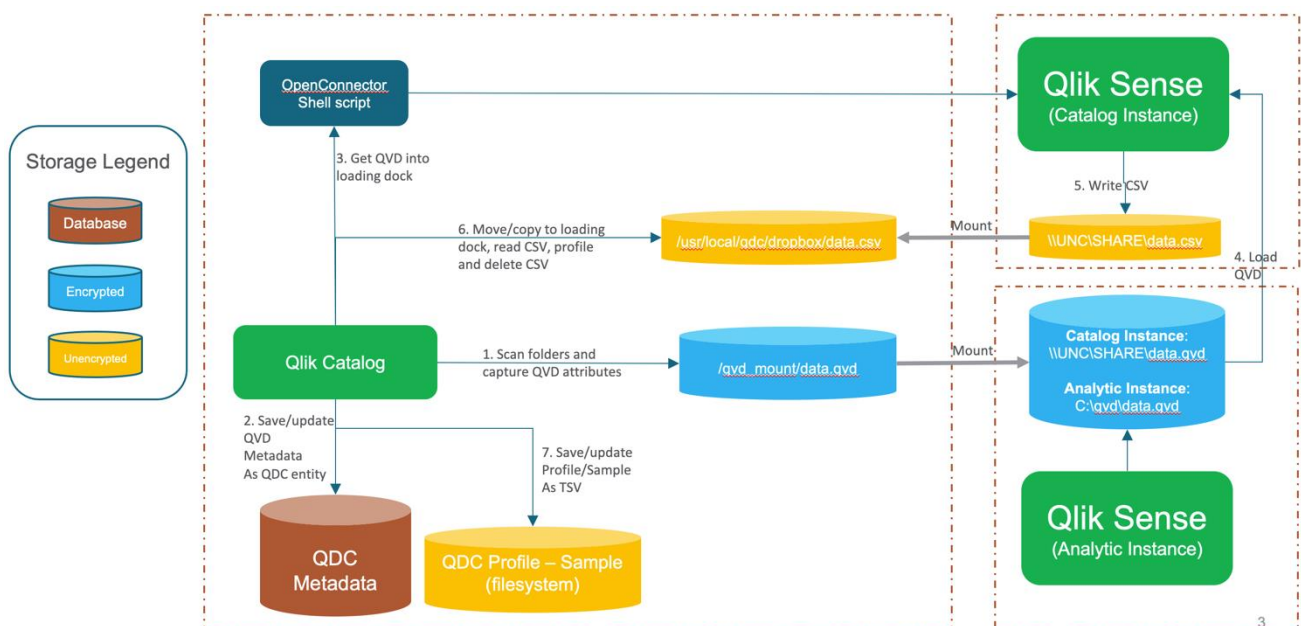 Storage Legend
Database
Encrypted
Unencrypted
OpenConnector
Shell script
3. Get QVD into
loading dock
6. Move/copy to loading
dock, read CSV, profile
and delete CSV
/usr/local/qdc/dropbox/data.csv
Qlik Catalog
1. Scan folders and
capture QVD attributes
/qvd_mount/data.qvd
2. Save/update
QVD
Metadata
As QDC entity
7. Save/update
Profile/Sample
As TSV
QDC
Metadata
QDC Profile – Sample
(filesystem)
Qlik Sense
(Catalog Instance)
5. Write CSV
Mount
\\UNC\SHARE\data.csv
4. Load
QVD
Mount
Catalog Instance:
\\UNC\SHARE\data.qvd
Analytic Instance:
C:\qvd\data.qvd
Qlik Sense
(Analytic Instance)
3